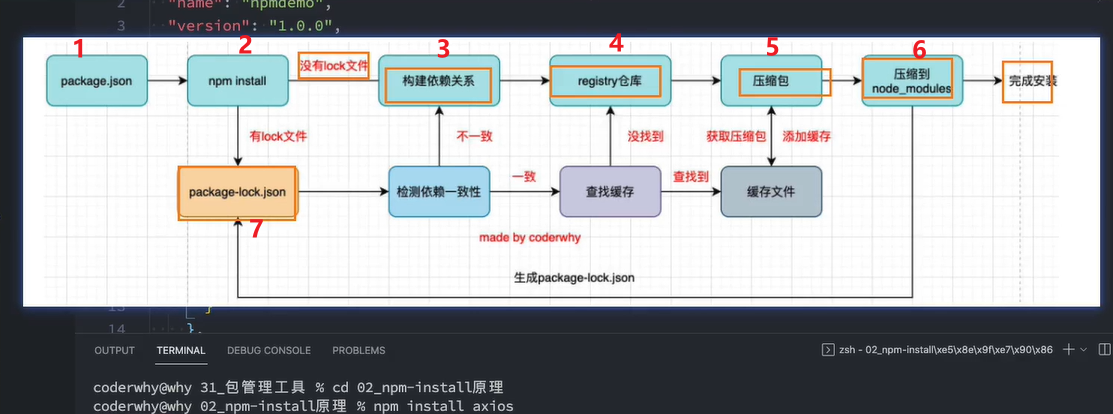 2 "name": "npmdemo",
3 "version": "1.0.0",
1 2 3 4 5 6
package.json npm install 没有lock文件 构建依赖关系 registry仓库 压缩包 压缩到 完成安装
node_modules
有lock文件 不一致 没找到 获取压缩包 添加缓存
package-lock.json 检测依赖一致性 一致 查找缓存 查找到 缓存文件
7
made by coderwhy
生成package-lock.json
13 }
14 },
OUTPUT TERMINAL DEBUG CONSOLE PROBLEMS zsh - 02_npm-install\xe5\x8e\x9f\xe7\x90\x86
coderwhy@why 31_包管理工具 % cd 02_npm-install原理
coderwhy@why 02_npm-install原理 % npm install axios